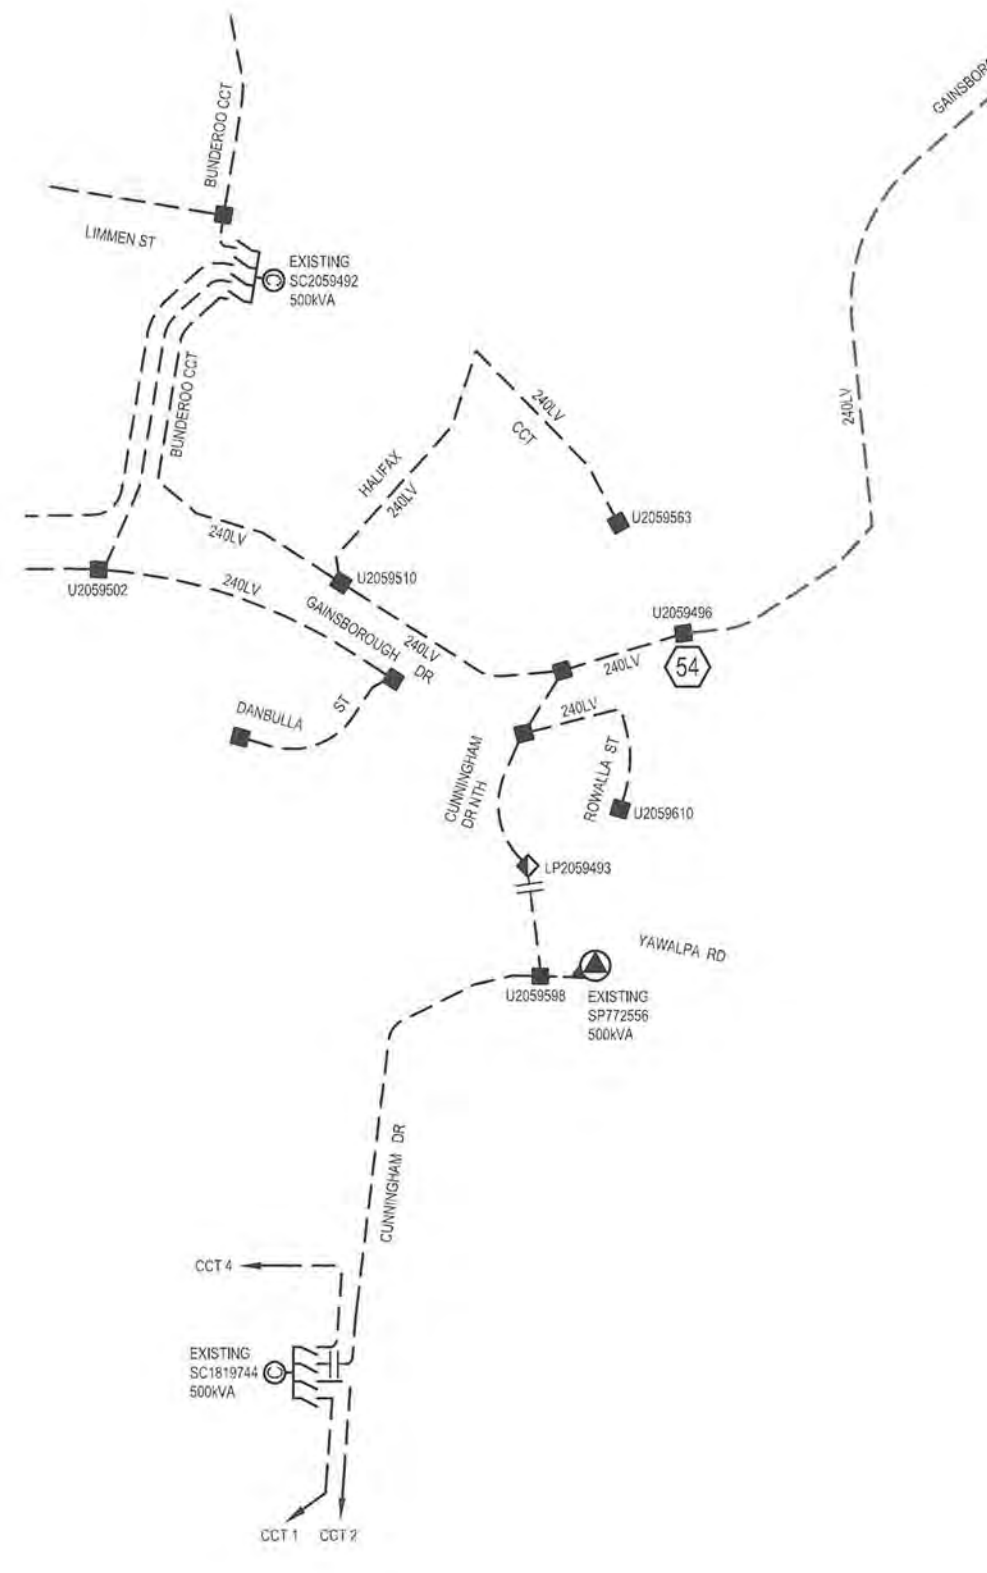 GAINSBOR
BUNDEROO CCT
LIMMEN ST
EXISTING
SC2059492
500kVA
BUNDEROO CCT
240LV
CCT
HALIFAX
240LV
240LV
U2059563
240LV
U2059510
U2059502
240LV
GAINSBOROUGH
DR
240LV
U2059496
240LV
54
DANBULLA
ST
240LV
CUNNINGHAM
DR NTH
ROWALLA ST
U2059610
LP2059493
YAWALPA RD
U2059598
EXISTING
SP772556
500kVA
CUNNINGHAM DR
CCT 4
EXISTING
SC1819744
500kVA
CCT 1
CCT 2